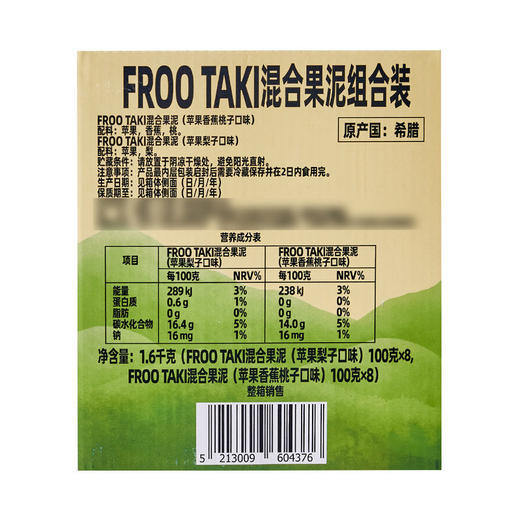 FROO TAKI混合果泥组合装
FROO TAKI混合果泥（苹果香蕉桃子口味）
配料：苹果，香蕉，桃。
FROO TAKI混合果泥（苹果梨子口味）
配料：苹果，梨。
贮藏条件：请放置于阴凉干燥处，避免阳光直射。
注意事项：产品最内层包装启封后需要冷藏保存并在2日内食用完。
生产日期：见箱体侧面（日/月/年）
保质期至：见箱体侧面（日/月/年）
原产国：希腊
营养成分表
项目 FROO TAKI混合果泥（苹果梨子口味） FROO TAKI混合果泥（苹果香蕉桃子口味）
每100克 NRV% 每100克 NRV%
能量 289 kJ 3% 238 kJ 3%
蛋白质 0.6 g 1% 0 g 0%
脂肪 0 g 0% 0 g 0%
碳水化合物 16.4 g 5% 14.0 g 5%
钠 16 mg 1% 16 mg 1%
净含量：1.6千克（FROO TAKI混合果泥（苹果梨子口味）100克×8,
FROO TAKI混合果泥（苹果香蕉桃子口味）100克×8）
整箱销售
5 213009 604376